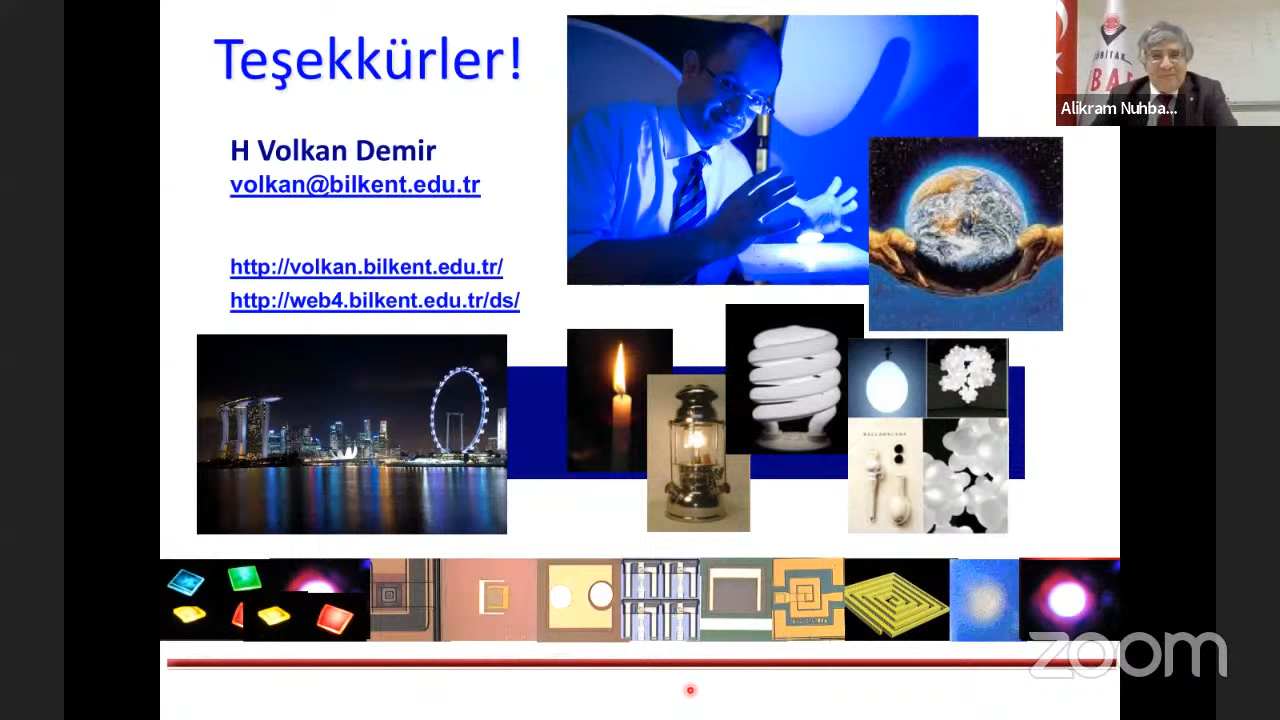 Teşekkürler!
H Volkan Demir
volkan@bilkent.edu.tr
http://volkan.bilkent.edu.tr/
http://web4.bilkent.edu.tr/ds/
Alikram Nuhba...
zoom